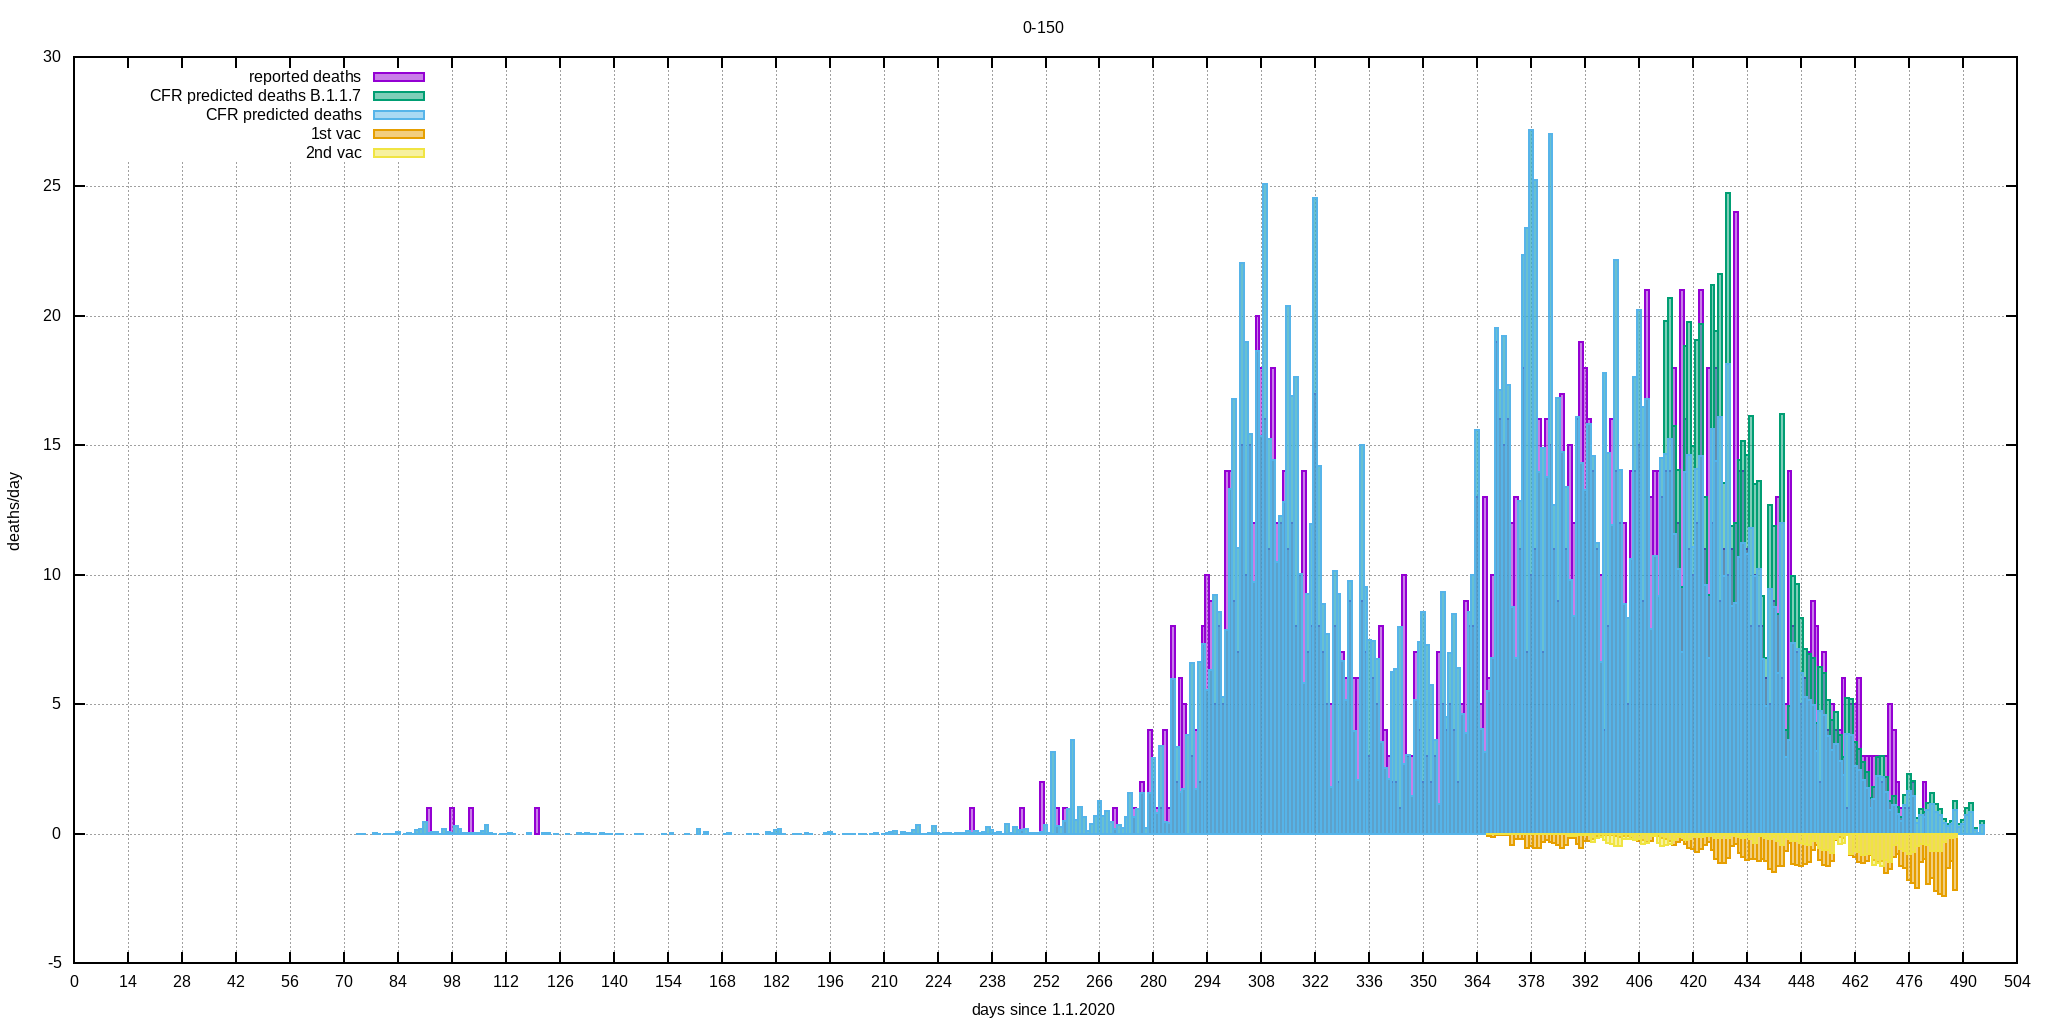 0-150
reported deaths
CFR predicted deaths B.1.1.7
CFR predicted deaths
1st vac
2nd vac
30
25
20
15
10
5
0
-5
deaths/day
0 14 28 42 56 70 84 98 112 126 140 154 168 182 196 210 224 238 252 266 280 294 308 322 336 350 364 378 392 406 420 434 448 462 476 490 504
days since 1.1.2020